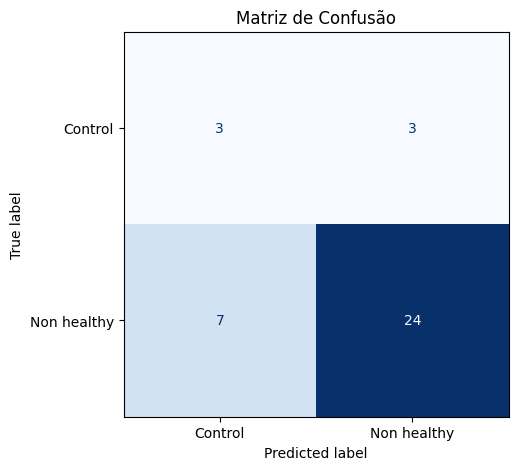 Matriz de Confusão
True label
Control
3
3
Non healthy
7
24
Control
Non healthy
Predicted label